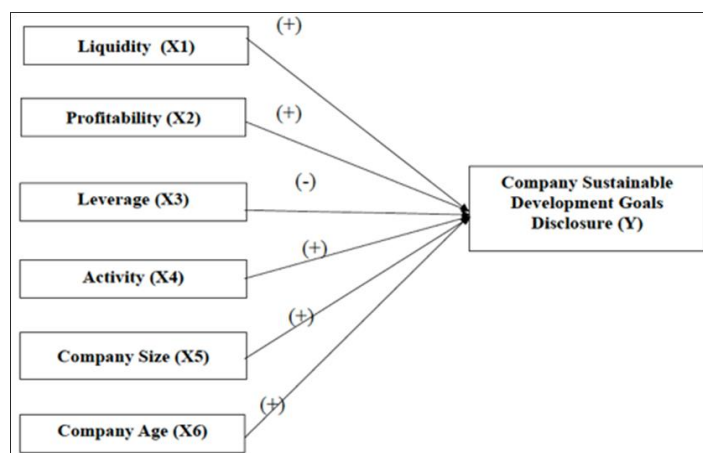 (+)
Liquidity (X1)
Profitability (X2)
(+)
Leverage (X3)
(-)
Company Sustainable
Development Goals
Disclosure (Y)
Activity (X4)
(+)
Company Size (X5)
(+)
Company Age (X6)
(+)